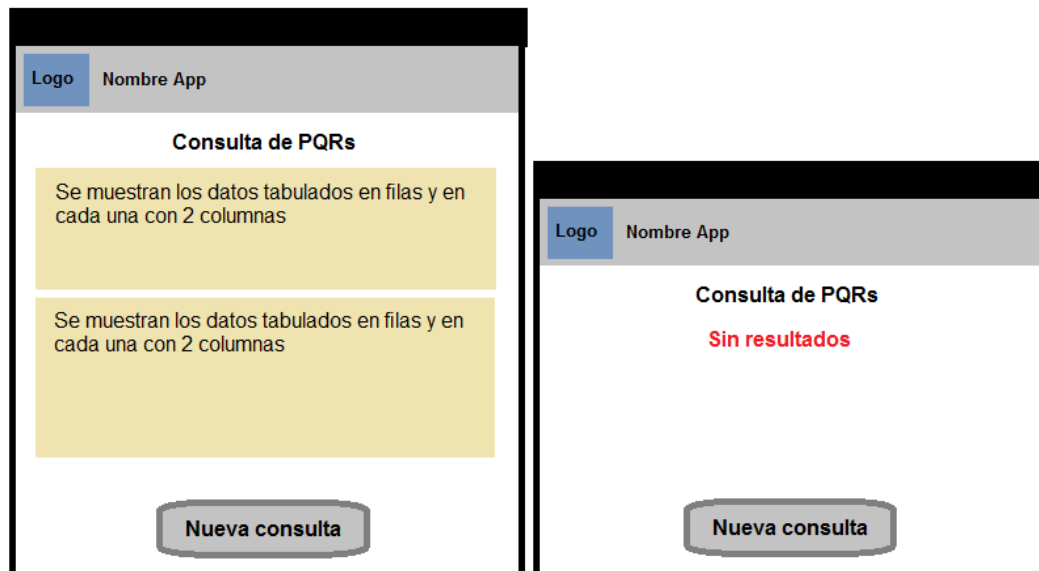 Logo
Nombre App
Consulta de PQRs
Se muestran los datos tabulados en filas y en
cada una con 2 columnas
Se muestran los datos tabulados en filas y en
cada una con 2 columnas
Nueva consulta
Logo
Nombre App
Consulta de PQRs
Sin resultados
Nueva consulta